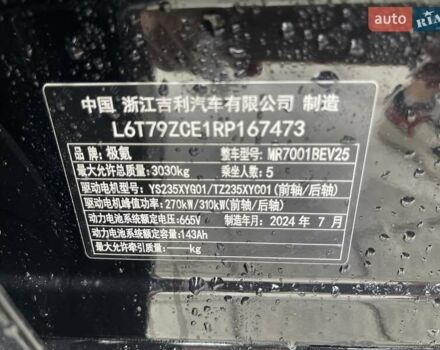 auto RIA
中国 浙江吉利汽车有限公司 制造
L6T79ZCE1RP167473
品牌：极氪 整车型号：MR7001BEV25
最大允许总质量：3030kg 乘坐人数：5
驱动电机型号：YS235XYG01/TZ235XYC01(前轴/后轴)
驱动电机峰值功率：270kW/310kW(前轴/后轴)
动力电池系统额定电压：665V 制造年月：2024 年 7 月
动力电池系统额定容量：143Ah
最大允许牵引质量： kg